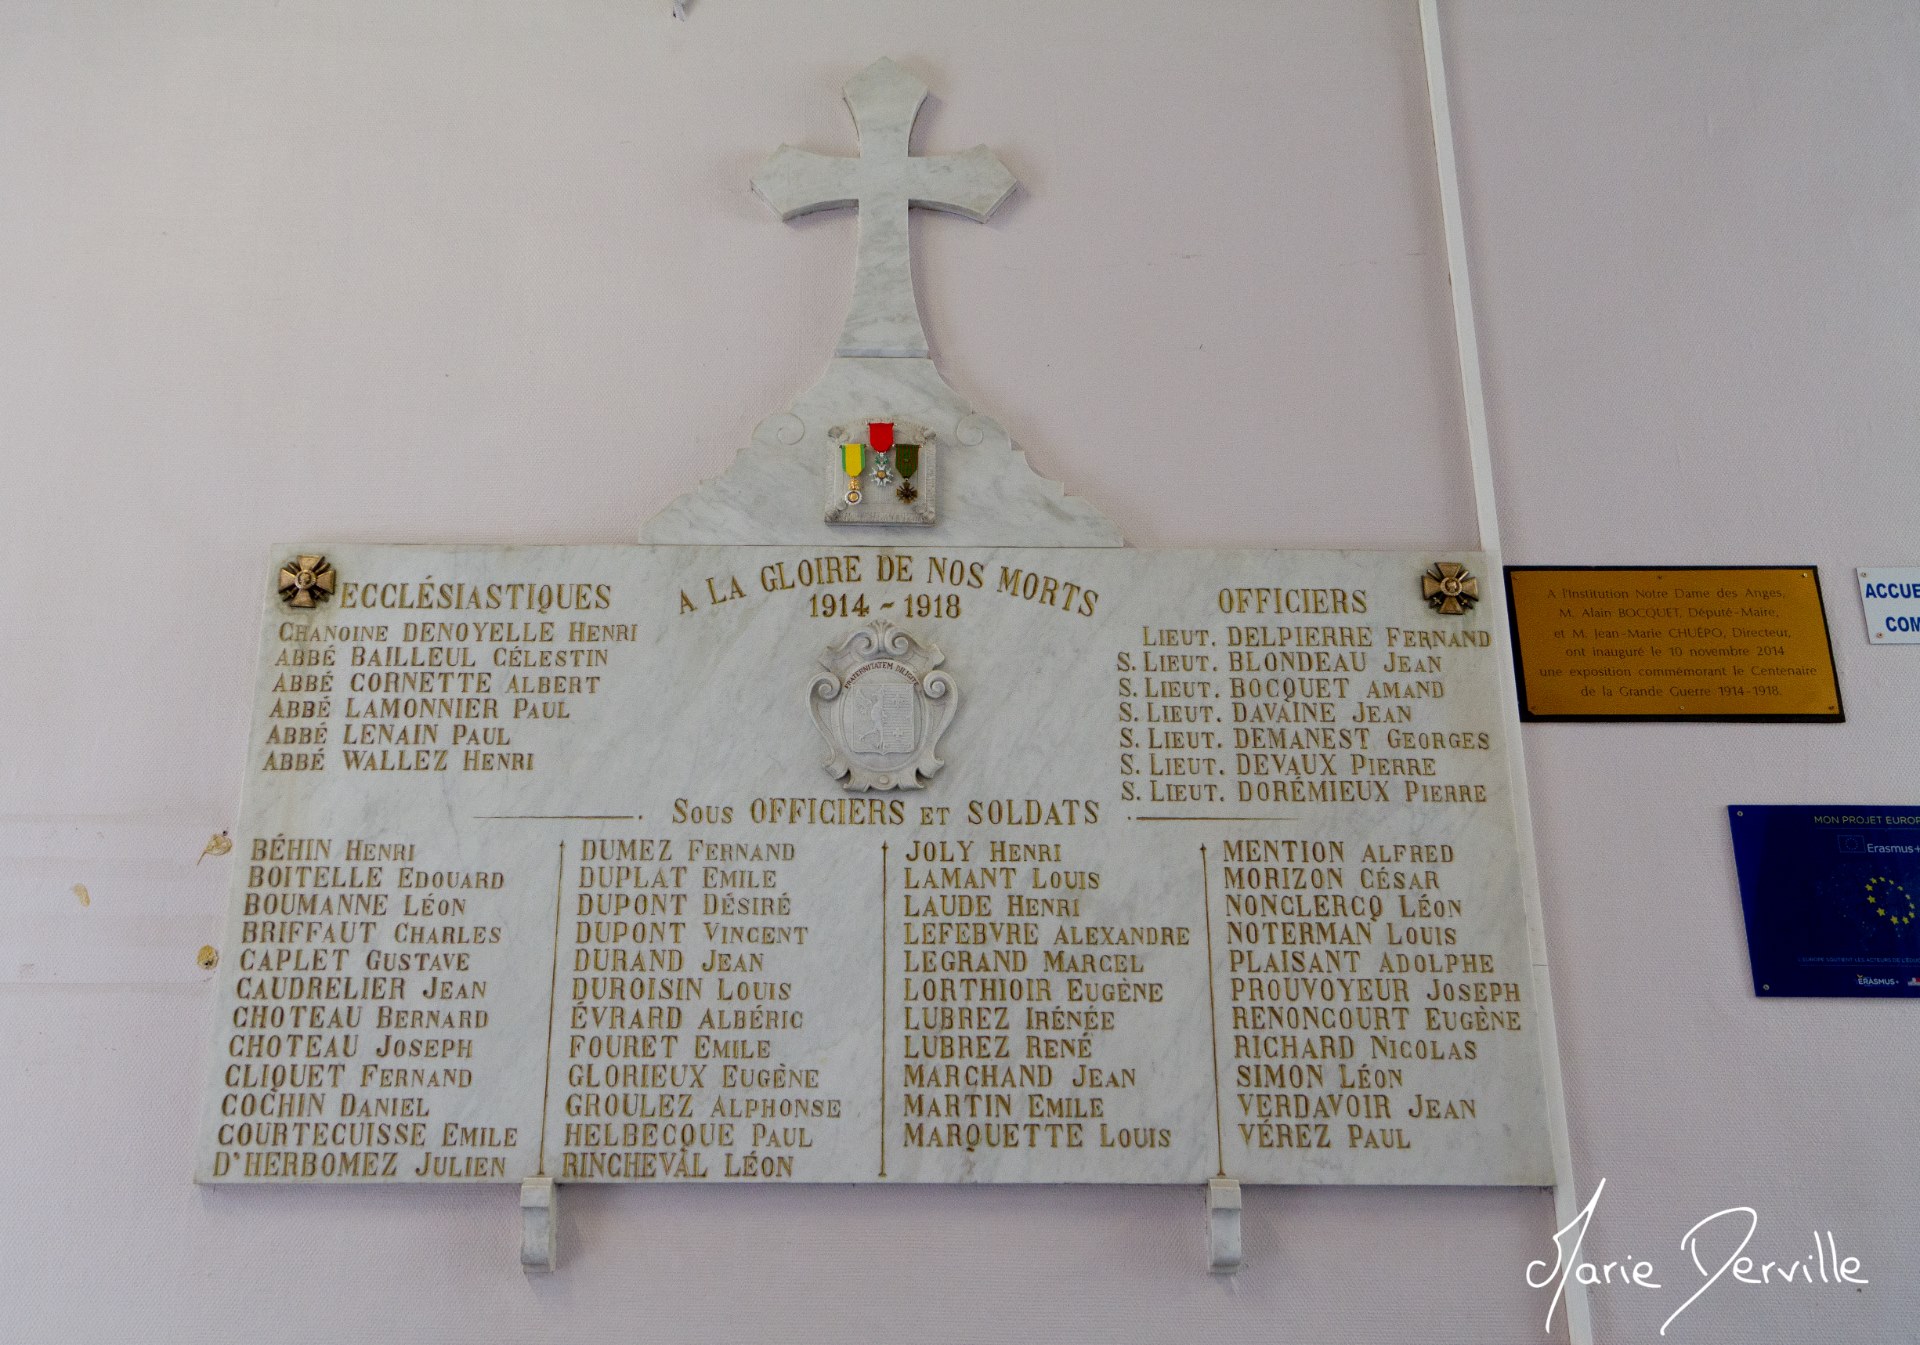 A LA GLOIRE DE NOS MORTS
1914 - 1918
FRATERNITATEM DILIGITE
ECCLÉSIASTIQUES
CHANOINE DENOYELLE HENRI
ABBÉ BAILLEUL CÉLESTIN
ABBÉ CORNETTE ALBERT
ABBÉ LAMONNIER PAUL
ABBÉ LENAIN PAUL
ABBÉ WALLEZ HENRI
OFFICIERS
LIEUT. DELPIERRE FERNAND
S. LIEUT. BLONDEAU JEAN
S. LIEUT. BOCQUET AMAND
S. LIEUT. DAVAINE JEAN
S. LIEUT. DEMANEST GEORGES
S. LIEUT. DEVAUX PIERRE
S. LIEUT. DORÉMIEUX PIERRE
SOUS OFFICIERS ET SOLDATS
BÉHIN HENRI
BOITELLE EDOUARD
BOUMANNE LÉON
BRIFFAUT CHARLES
CAPLET GUSTAVE
CAUDRELIER JEAN
CHOTEAU BERNARD
CHOTEAU JOSEPH
CLIQUET FERNAND
COCHIN DANIEL
COURTECUISSE EMILE
D'HERBOMEZ JULIEN
DUMEZ FERNAND
DUPLAT EMILE
DUPONT DÉSIRÉ
DUPONT VINCENT
DURAND JEAN
DUROISIN LOUIS
ÉVRARD ALBÉRIC
FOURET EMILE
GLORIEUX EUGÈNE
GROULEZ ALPHONSE
HELBECQUE PAUL
RINCHEVAL LÉON
JOLY HENRI
LAMANT LOUIS
LAUDE HENRI
LEFEBVRE ALEXANDRE
LEGRAND MARCEL
LORTHIOIR EUGÈNE
LUBREZ IRÉNÉE
LUBREZ RENÉ
MARCHAND JEAN
MARTIN EMILE
MARQUETTE LOUIS
MENTION ALFRED
MORIZON CÉSAR
NONCLERCQ LÉON
NOTERMAN LOUIS
PLAISANT ADOLPHE
PROUVOYEUR JOSEPH
RENONCOURT EUGÈNE
RICHARD NICOLAS
SIMON LÉON
VERDAVOIR JEAN
VÉREZ PAUL
A l'Institution Notre Dame des Anges,
M. Alain BOCQUET, Député-Maire,
et M. Jean-Marie CHUÉPO, Directeur,
ont inauguré le 10 novembre 2014
une exposition commémorant le Centenaire
de la Grande Guerre 1914-1918.
ACCUE
COM
MON PROJET EUROP
Erasmus+
ERASMUS+
Marie Derville